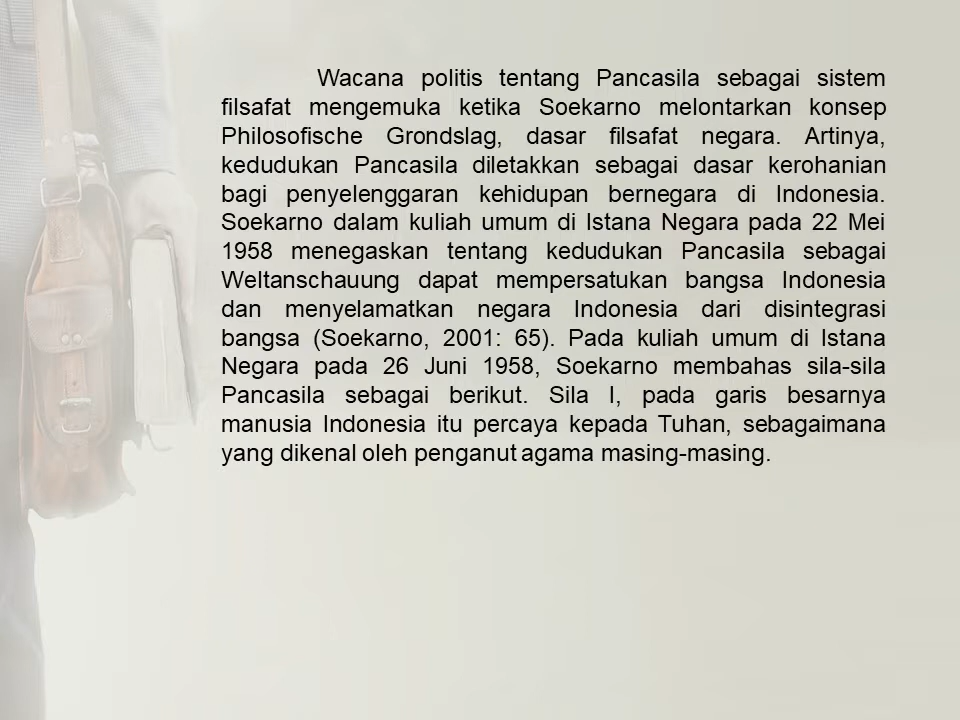 Wacana politis tentang Pancasila sebagai sistem
filsafat mengemuka ketika Soekarno melontarkan konsep
Philosofische Grondslag, dasar filsafat negara. Artinya,
kedudukan Pancasila diletakkan sebagai dasar kerohanian
bagi penyelenggaran kehidupan bernegara di Indonesia.
Soekarno dalam kuliah umum di Istana Negara pada 22 Mei
1958 menegaskan tentang kedudukan Pancasila sebagai
Weltanschauung dapat mempersatukan bangsa Indonesia
dan menyelamatkan negara Indonesia dari disintegrasi
bangsa (Soekarno, 2001: 65). Pada kuliah umum di Istana
Negara pada 26 Juni 1958, Soekarno membahas sila-sila
Pancasila sebagai berikut. Sila I, pada garis besarnya
manusia Indonesia itu percaya kepada Tuhan, sebagaimana
yang dikenal oleh penganut agama masing-masing.